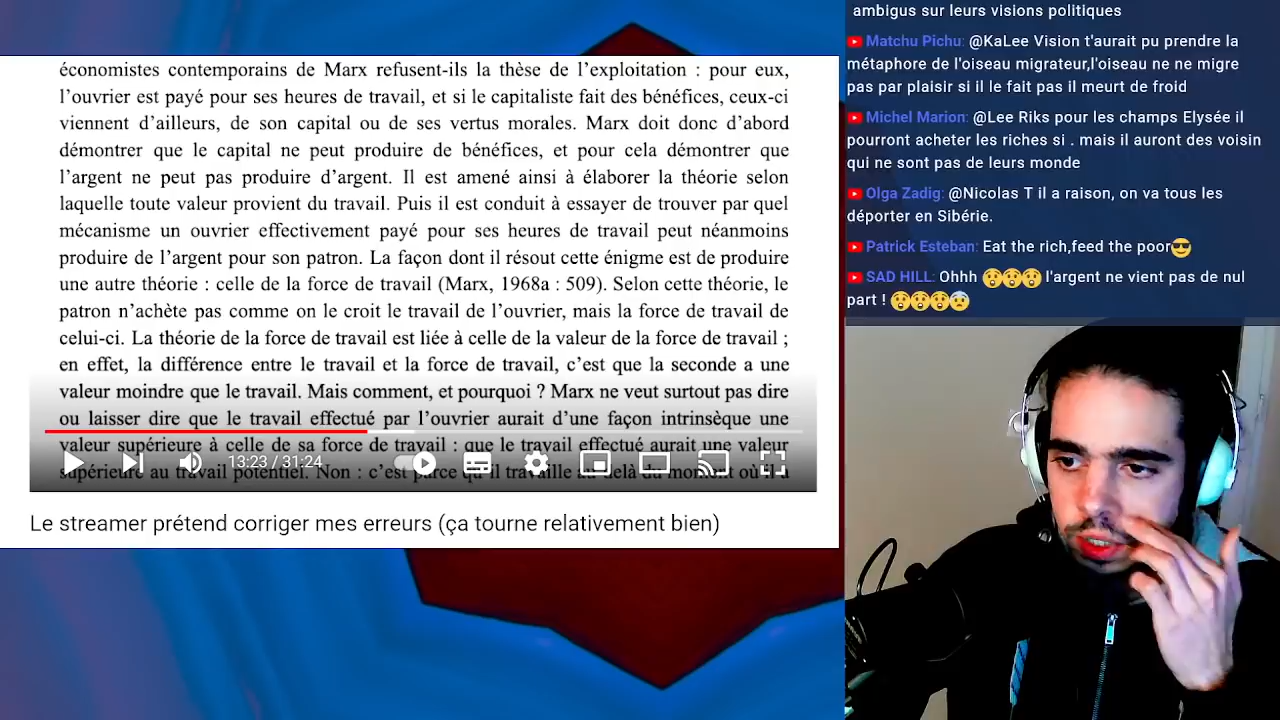 économistes contemporains de Marx refusent-ils la thèse de l'exploitation : pour eux,
l'ouvrier est payé pour ses heures de travail, et si le capitaliste fait des bénéfices, ceux-ci
viennent d'ailleurs, de son capital ou de ses vertus morales. Marx doit donc d'abord
démontrer que le capital ne peut produire de bénéfices, et pour cela démontrer que
l'argent ne peut pas produire d'argent. Il est amené ainsi à élaborer la théorie selon
laquelle toute valeur provient du travail. Puis il est conduit à essayer de trouver par quel
mécanisme un ouvrier effectivement payé pour ses heures de travail peut néanmoins
produire de l'argent pour son patron. La façon dont il résout cette énigme est de produire
une autre théorie : celle de la force de travail (Marx, 1968a : 509). Selon cette théorie, le
patron n'achète pas comme on le croit le travail de l'ouvrier, mais la force de travail de
celui-ci. La théorie de la force de travail est liée à celle de la valeur de la force de travail ;
en effet, la différence entre le travail et la force de travail, c'est que la seconde a une
valeur moindre que le travail. Mais comment, et pourquoi ? Marx ne veut surtout pas dire
ou laisser dire que le travail effectué par l'ouvrier aurait d'une façon intrinsèque une
valeur supérieure à celle de sa force de travail : que le travail effectué aurait une valeur
supérieure au travail potentiel. Non : c'est parce qu'il travaille au-delà du moment où il a
13:23 / 31:24
Le streamer prétend corriger mes erreurs (ça tourne relativement bien)
ambigus sur leurs visions politiques
Matchu Pichu: @KaLee Vision t'aurait pu prendre la
métaphore de l'oiseau migrateur,l'oiseau ne ne migre
pas par plaisir si il le fait pas il meurt de froid
Michel Marion: @Lee Riks pour les champs Elysée il
pourront acheter les riches si . mais il auront des voisin
qui ne sont pas de leurs monde
Olga Zadig: @Nicolas T il a raison, on va tous les
déporter en Sibérie.
Patrick Esteban: Eat the rich,feed the poor😎
SAD HILL: Ohhh 😲😲😲 l'argent ne vient pas de nul
part ! 😲😲😲😰